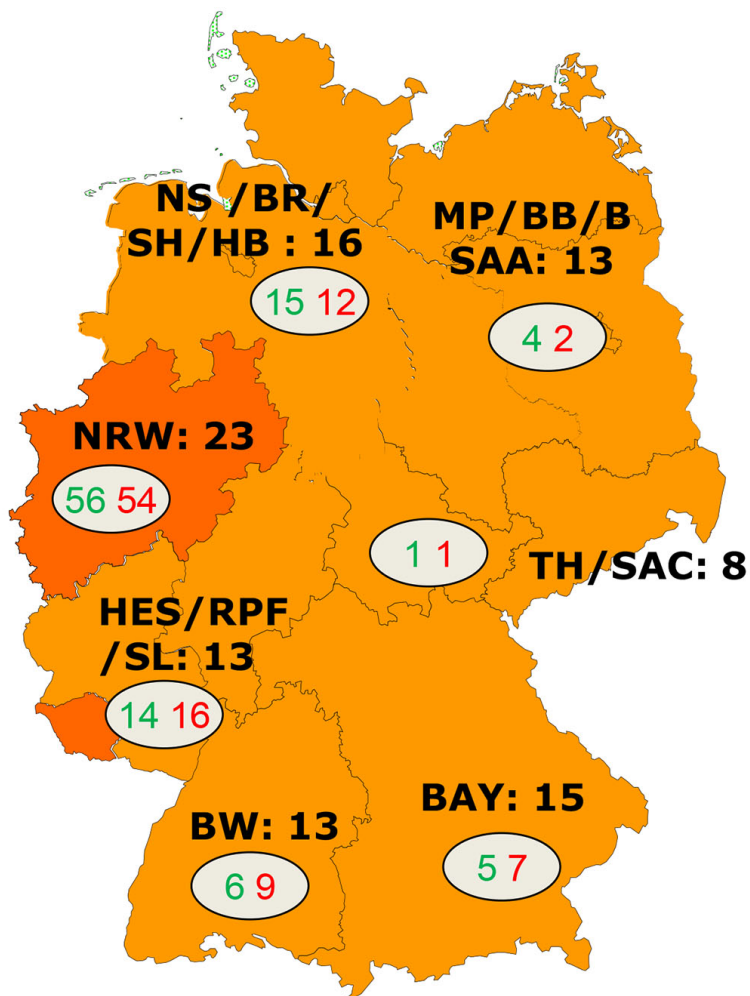 NS /BR/
SH/HB : 16
15 12
MP/BB/B
SAA: 13
4 2
NRW: 23
56 54
1 1
TH/SAC: 8
HES/RPF
/SL: 13
14 16
BAY: 15
5 7
BW: 13
6 9